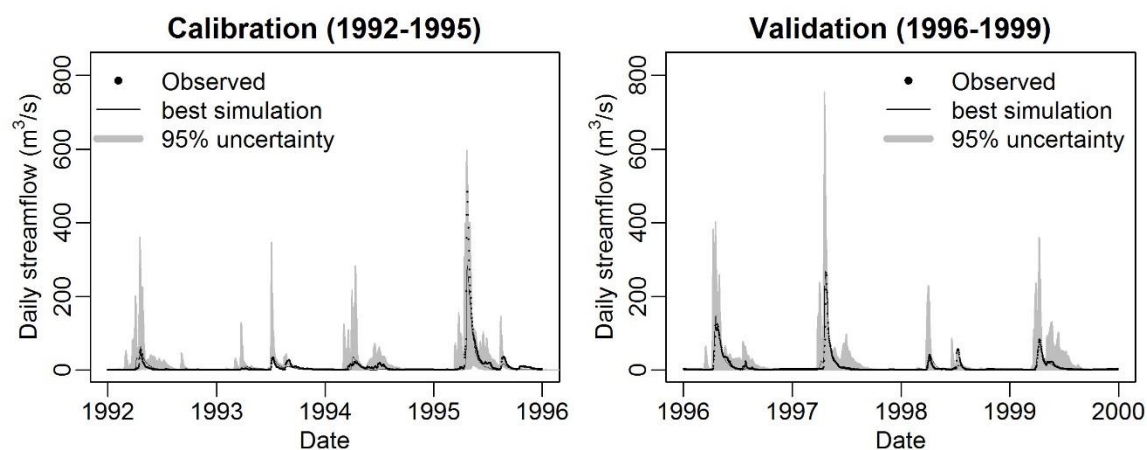 Calibration (1992-1995)
Daily streamflow (m³/s)
800
600
400
200
0
Observed
best simulation
95% uncertainty
1992
1993
1994
1995
1996
Date
Validation (1996-1999)
Daily streamflow (m³/s)
800
600
400
200
0
Observed
best simulation
95% uncertainty
1996
1997
1998
1999
2000
Date